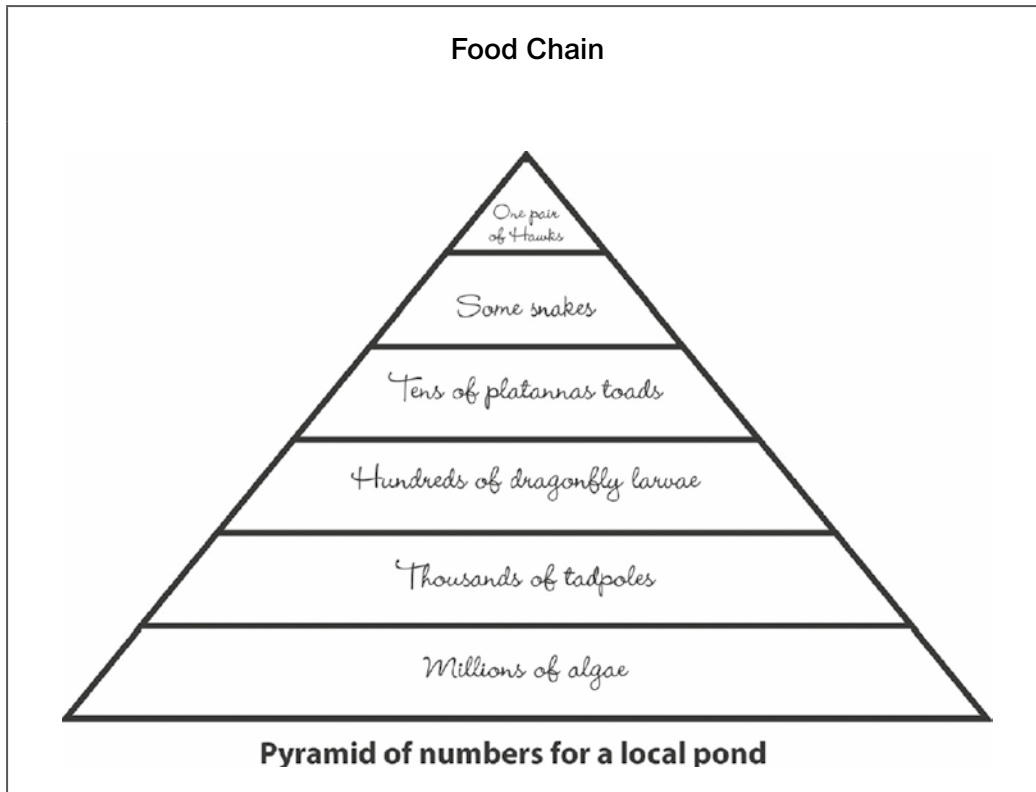 Food Chain
One pair
of Hawks
Some snakes
Tens of platannas toads
Hundreds of dragonfly larvae
Thousands of tadpoles
Millions of algae
Pyramid of numbers for a local pond